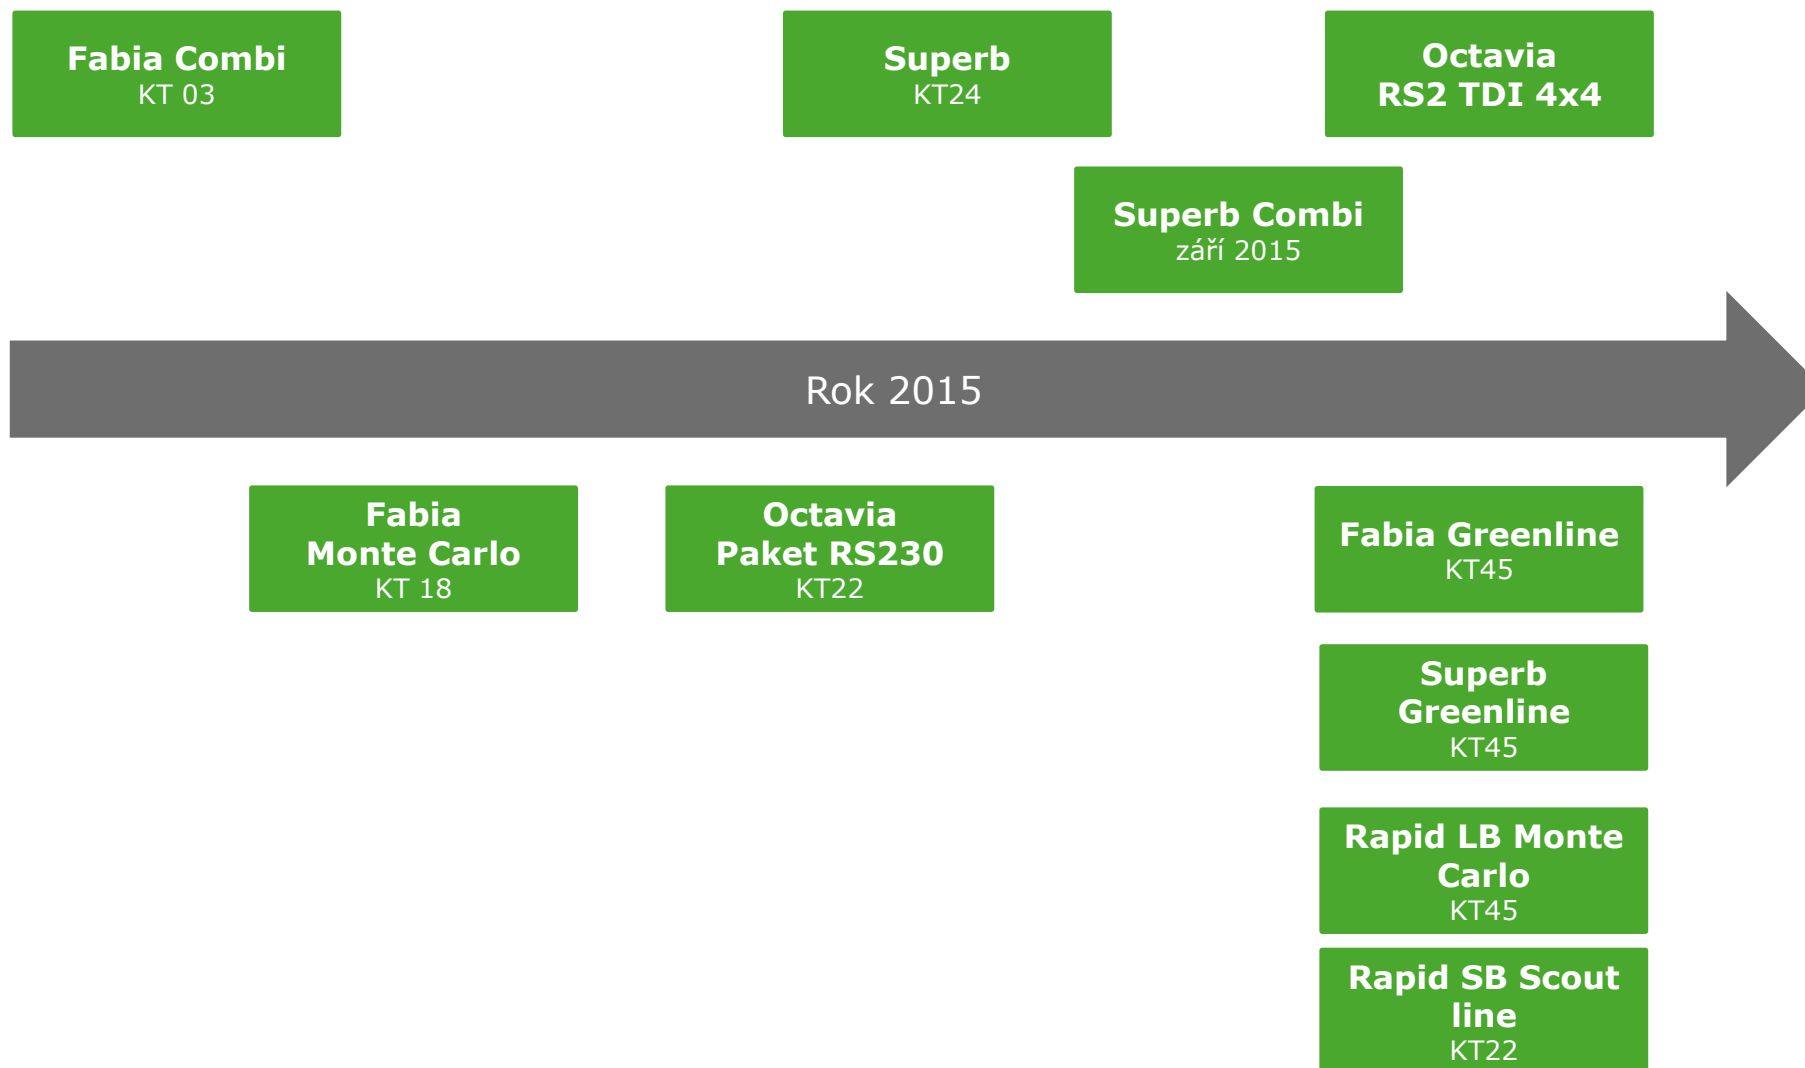 Fabia Combi
KT 03
Superb
KT24
Octavia
RS2 TDI 4x4
Superb Combi
září 2015
Rok 2015
Fabia
Monte Carlo
KT 18
Octavia
Paket RS230
KT22
Fabia Greenline
KT45
Superb
Greenline
KT45
Rapid LB Monte
Carlo
KT45
Rapid SB Scout
line
KT22